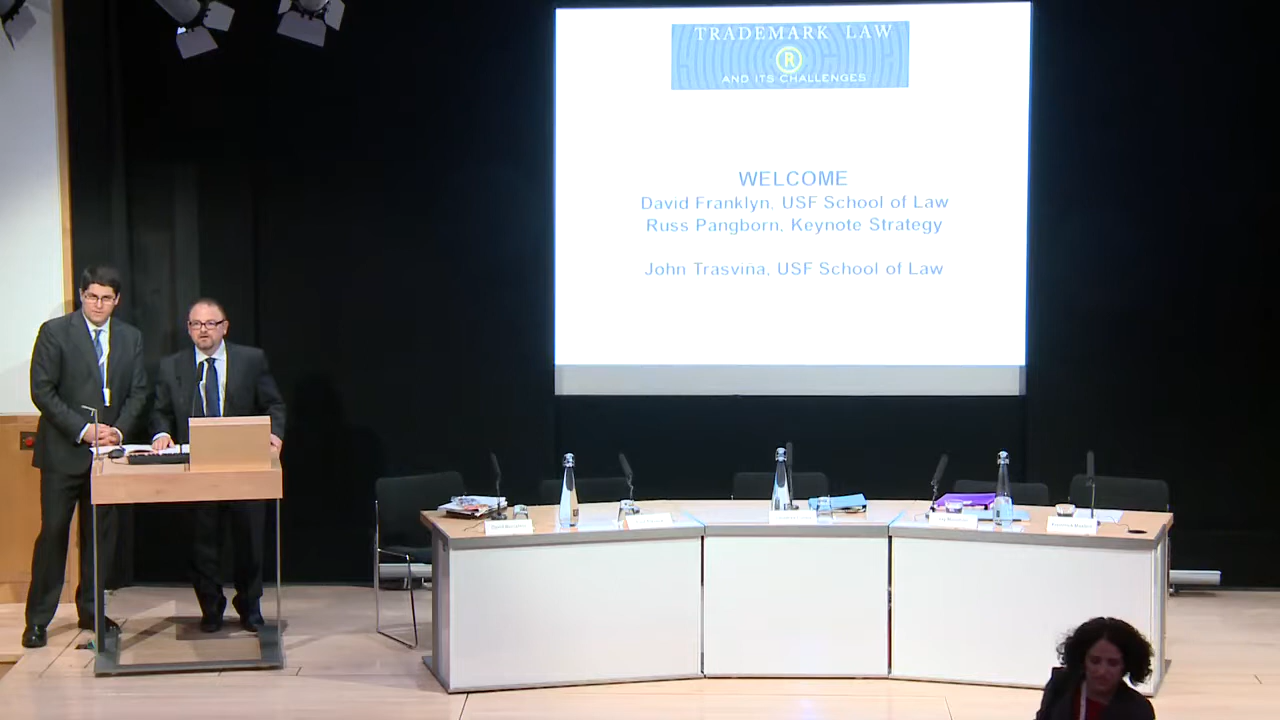 TRADEMARK LAW
®
AND ITS CHALLENGES
WELCOME
David Franklyn, USF School of Law
Russ Pangborn, Keynote Strategy
John Trasviña, USF School of Law